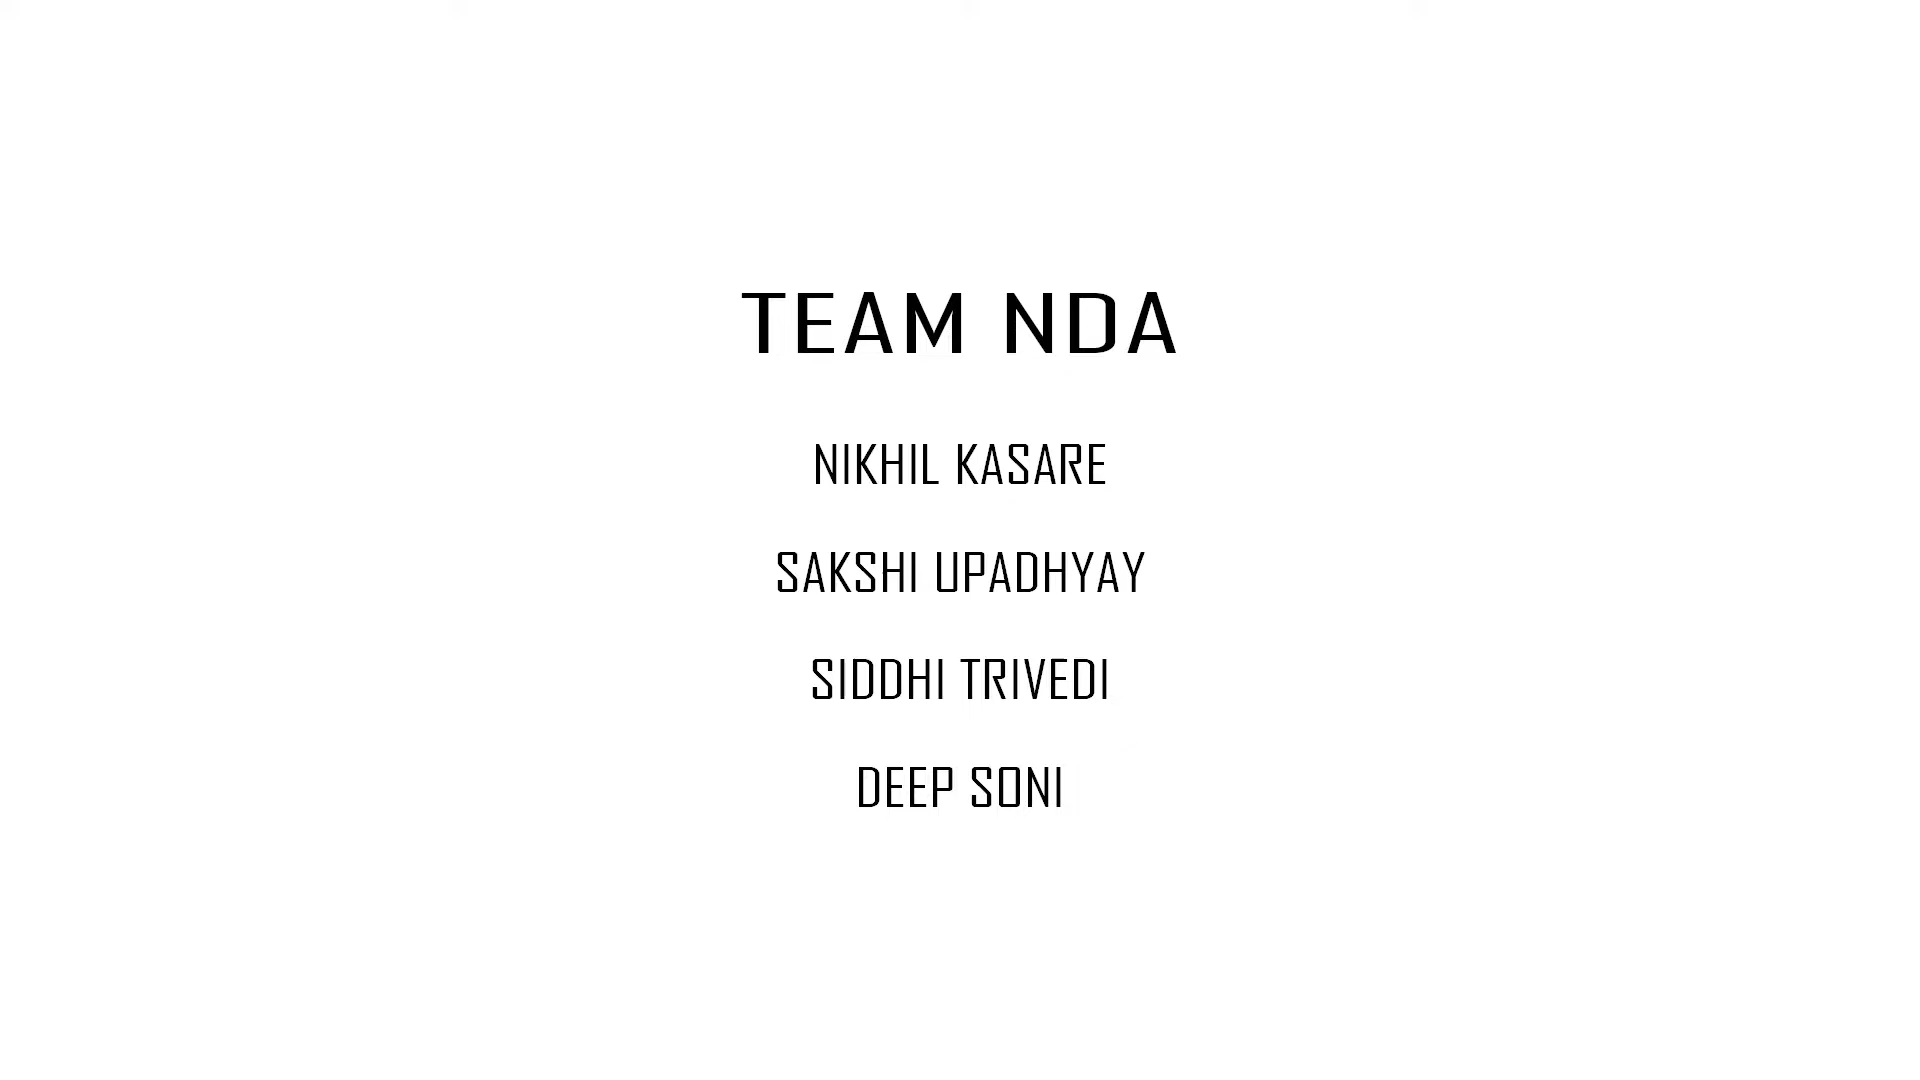 TEAM NDA
NIKHIL KASARE
SAKSHI UPADHYAY
SIDDHI TRIVEDI
DEEP SONI